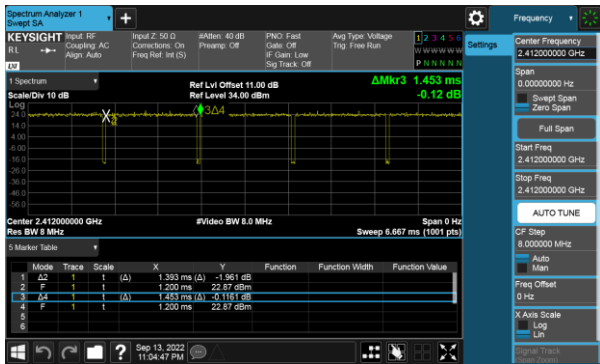 Spectrum Analyzer 1
Swept SA
+
Frequency
KEYSIGHT
RL
Input: RF
Coupling: AC
Align: Auto
Input Z: 50 Ω
Corrections: On
Freq Ref: Int (S)
#Atten: 40 dB
Preamp: Off
PNO: Fast
Gate: Off
IF Gain: Low
Sig Track: Off
Avg Type: Voltage
Trig: Free Run
1 2 3 4 5 6
W W W W W W
P N N N N N
Settings
Center Frequency
2.412000000 GHz
Span
0.00000000 Hz
Swept Span
Zero Span
Full Span
Start Freq
2.412000000 GHz
Stop Freq
2.412000000 GHz
AUTO TUNE
CF Step
8.000000 MHz
Auto
Man
Freq Offset
0 Hz
X Axis Scale
Log
Lin
Signal Track
(Span Zoom)
1 Spectrum
Scale/Div 10 dB
Ref Lvl Offset 11.00 dB
Ref Level 34.00 dBm
ΔMkr3 1.453 ms
-0.12 dB
Log
24.0
14.0
4.00
-6.00
-16.0
-26.0
-36.0
-46.0
-56.0
3Δ4
Center 2.412000000 GHz
Res BW 8 MHz
#Video BW 8.0 MHz
Span 0 Hz
Sweep 6.667 ms (1001 pts)
5 Marker Table
Mode Trace Scale X Y Function Function Width Function Value
1 Δ2 1 t (Δ) 1.393 ms (Δ) -1.961 dB
2 F 1 t 1.200 ms 22.87 dBm
3 Δ4 1 t (Δ) 1.453 ms (Δ) -0.1161 dB
4 F 1 t 1.200 ms 22.87 dBm
5
6
?
Sep 13, 2022
11:04:47 PM